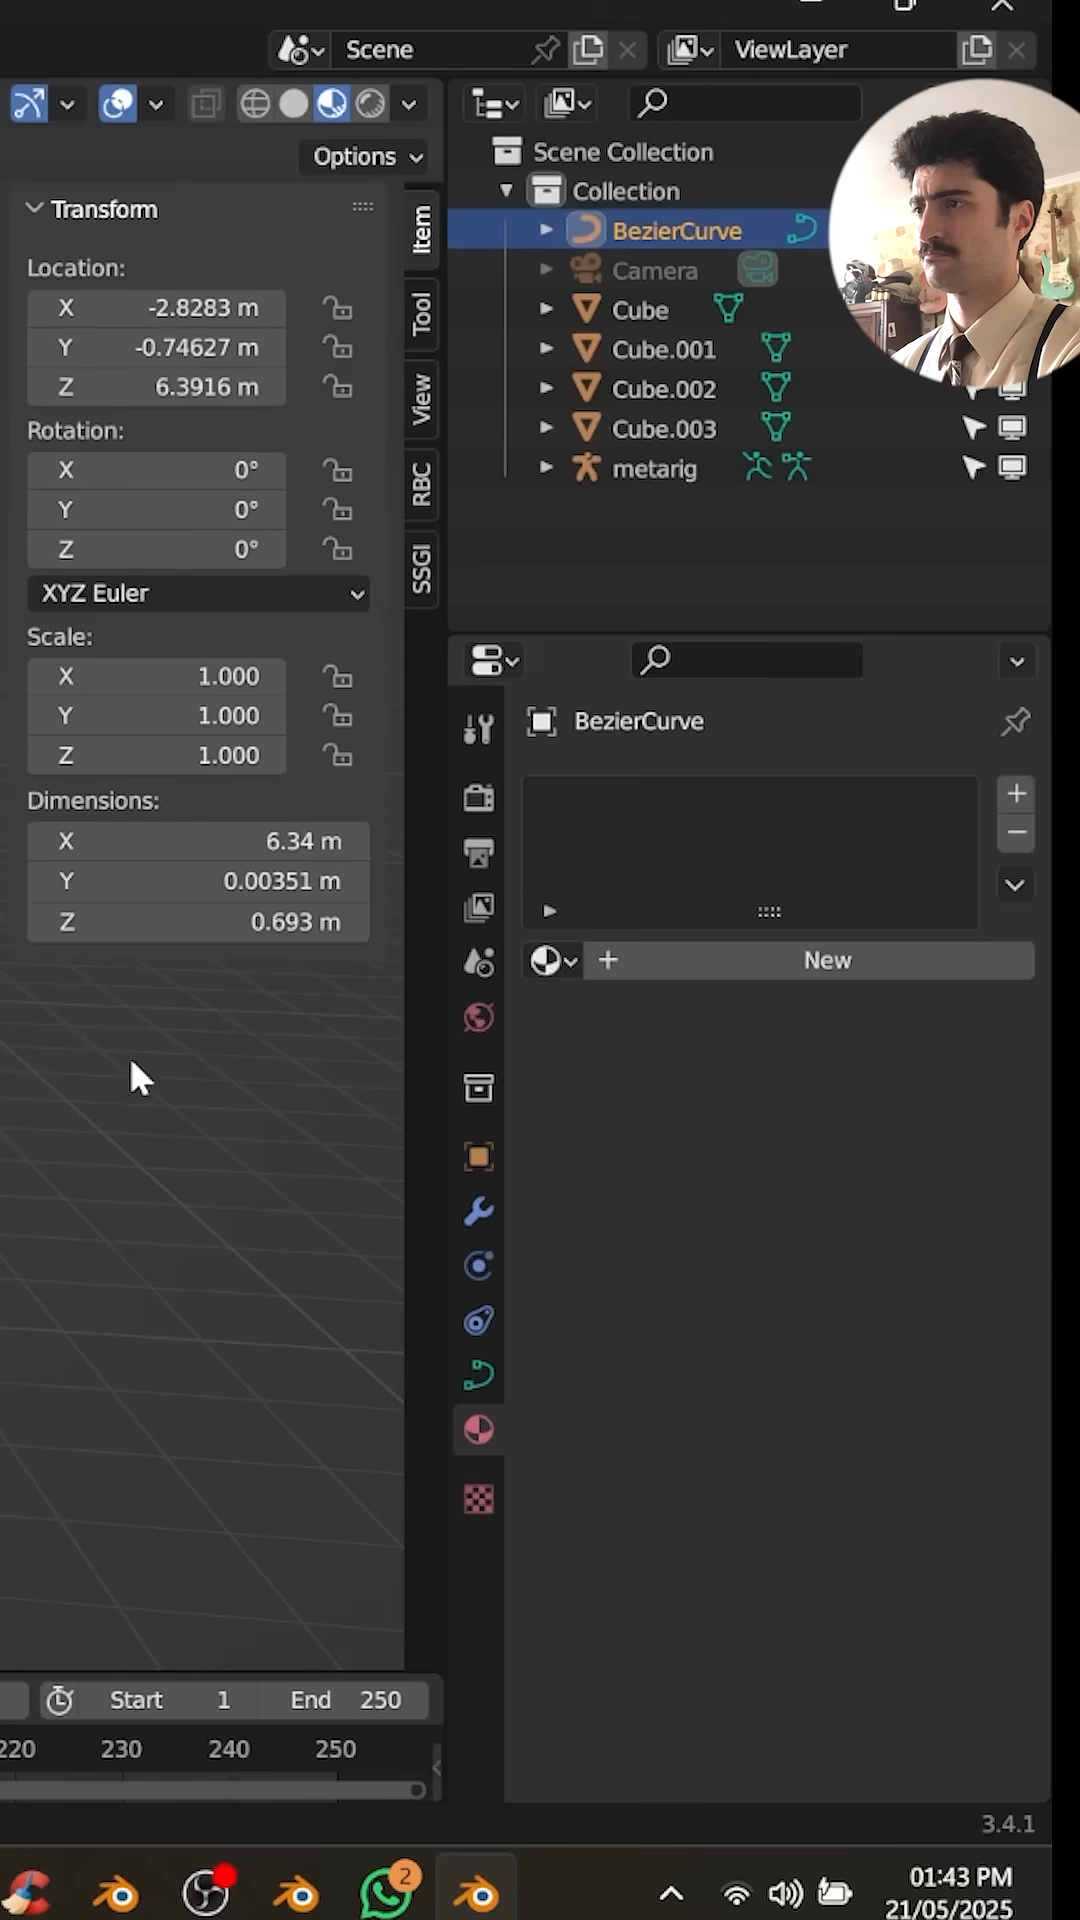 Scene
ViewLayer
Options
Scene Collection
Collection
BezierCurve
Camera
Cube
Cube.001
Cube.002
Cube.003
metarig
Transform
Location:
X -2.8283 m
Y -0.74627 m
Z 6.3916 m
Rotation:
X 0°
Y 0°
Z 0°
XYZ Euler
Scale:
X 1.000
Y 1.000
Z 1.000
Dimensions:
X 6.34 m
Y 0.00351 m
Z 0.693 m
Item
Tool
View
RBC
SSGI
BezierCurve
New
Start 1 End 250
220 230 240 250
3.4.1
2
01:43 PM
21/05/2025